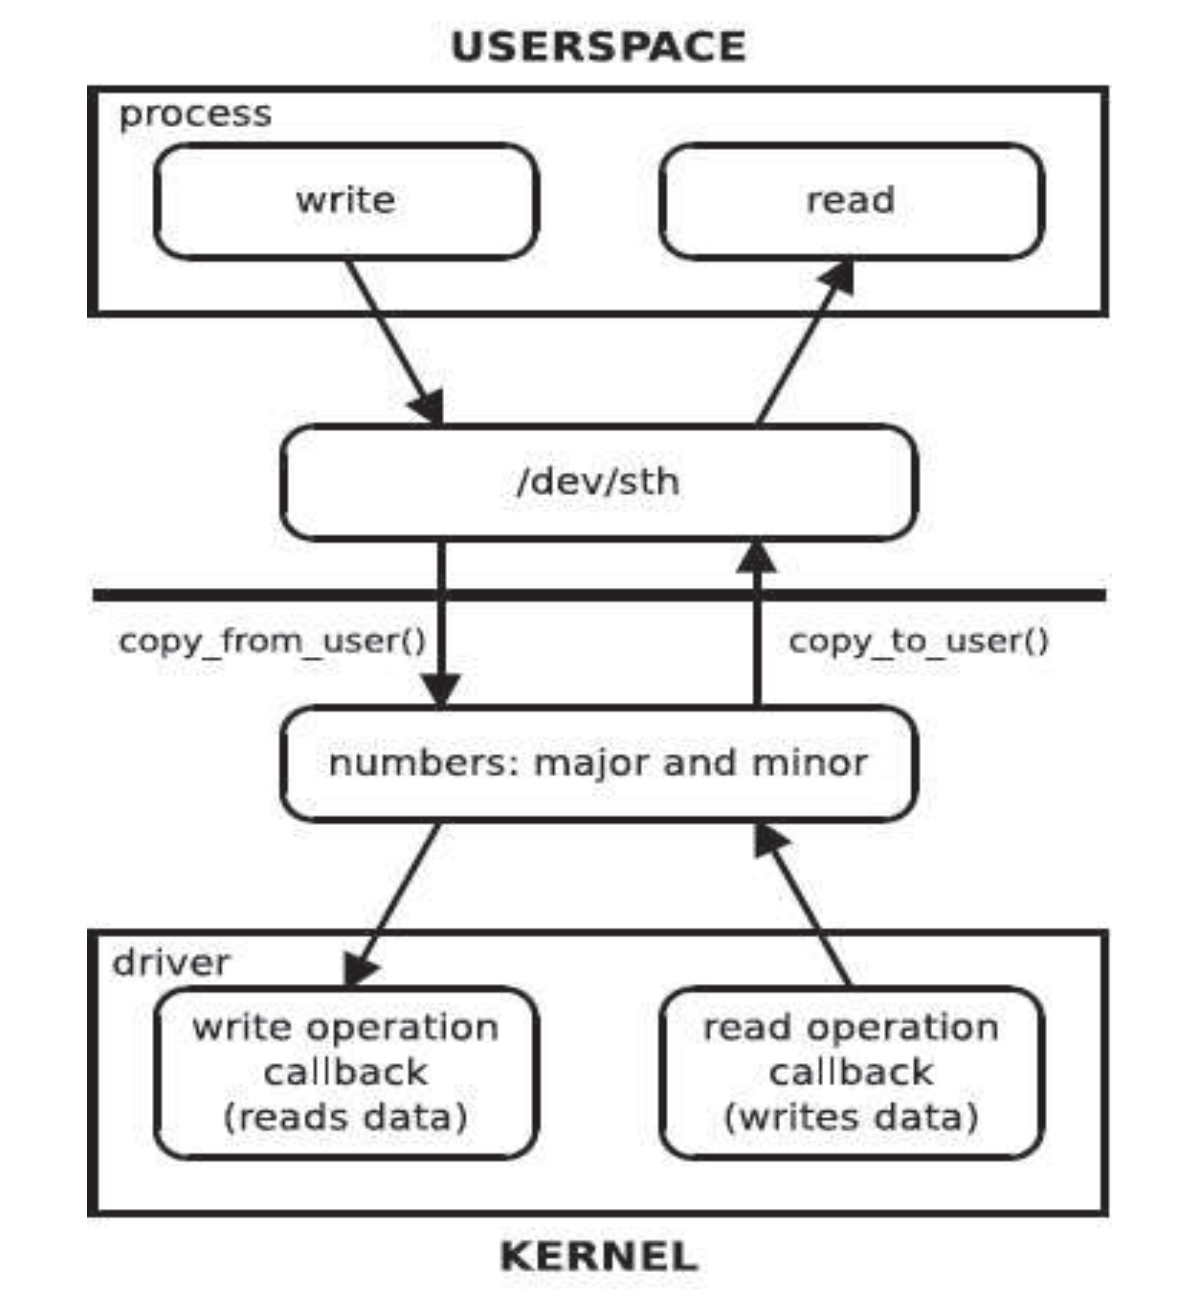 USERSPACE
process
write
read
/dev/sth
copy_from_user()
copy_to_user()
numbers: major and minor
driver
write operation
callback
(reads data)
read operation
callback
(writes data)
KERNEL